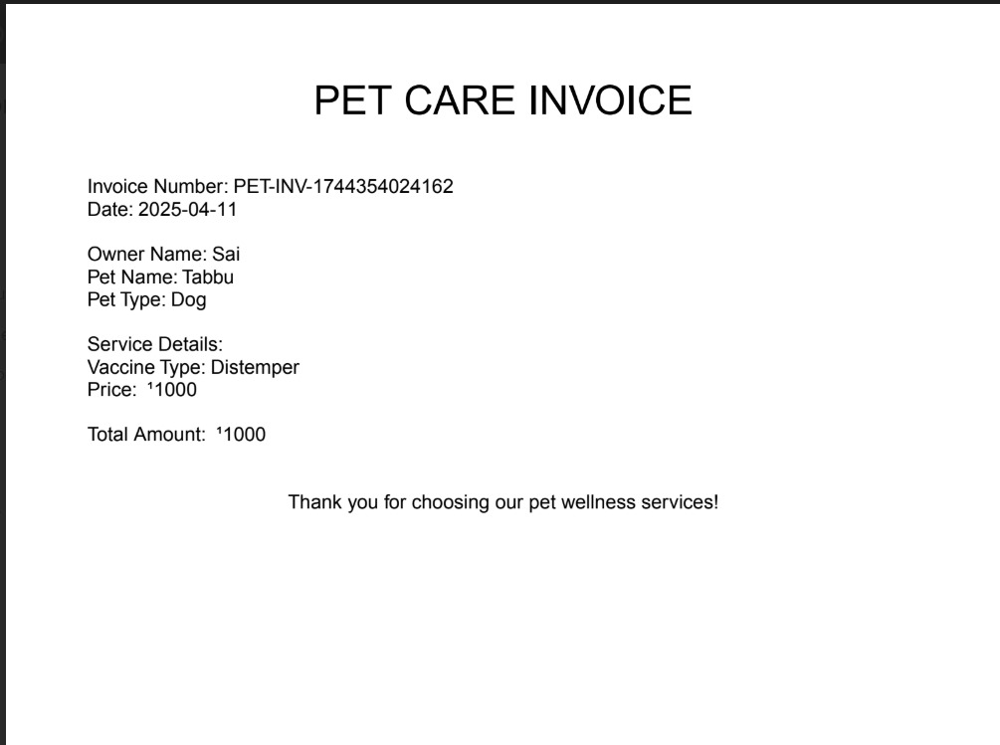 PET CARE INVOICE
Invoice Number: PET-INV-1744354024162
Date: 2025-04-11
Owner Name: Sai
Pet Name: Tabbu
Pet Type: Dog
Service Details:
Vaccine Type: Distemper
Price: ¹1000
Total Amount: ¹1000
Thank you for choosing our pet wellness services!